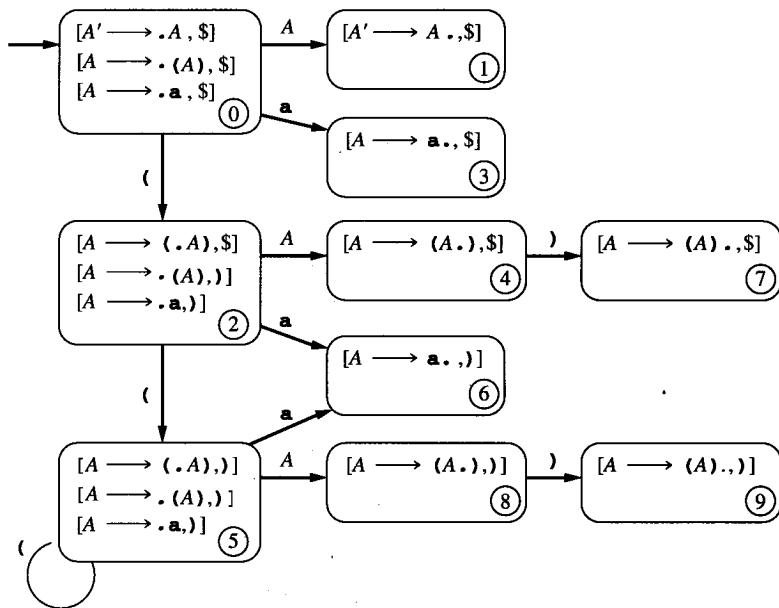 [A' ⟶ .A, $] A [A' ⟶ A., $]
[A ⟶ .(A), $]
[A ⟶ .a, $]
0
1
a
[A ⟶ a., $]
3
(
[A ⟶ (.A), $] A [A ⟶ (A.), $] ) [A ⟶ (A)., $]
[A ⟶ .(A), )]
[A ⟶ .a, )]
2
4
7
a
[A ⟶ a., )]
6
(
a
[A ⟶ (.A), )] A [A ⟶ (A.), )] ) [A ⟶ (A)., )]
[A ⟶ .(A), )]
[A ⟶ .a, )]
5
8
9
(